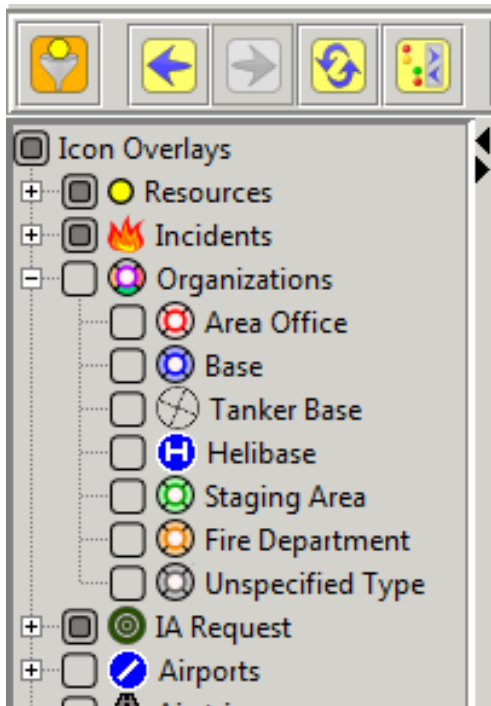 Icon Overlays
Resources
Incidents
Organizations
Area Office
Base
Tanker Base
Helibase
Staging Area
Fire Department
Unspecified Type
IA Request
Airports